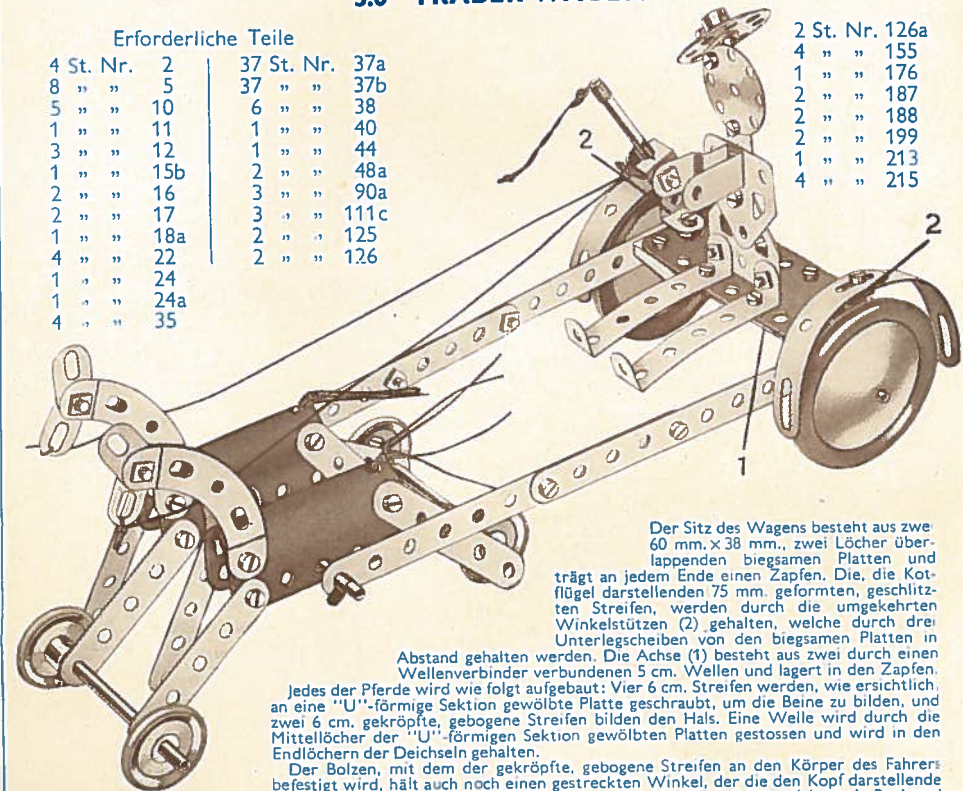 Erforderliche Teile
4 St. Nr. 2
8 " " 5
5 " " 10
1 " " 11
3 " " 12
1 " " 15b
2 " " 16
2 " " 17
1 " " 18a
4 " " 22
1 " " 24
1 " " 24a
4 " " 35
37 St. Nr. 37a
37 " " 37b
6 " " 38
1 " " 40
1 " " 44
2 " " 48a
3 " " 90a
3 " " 111c
2 " " 125
2 " " 126
2 St. Nr. 126a
4 " " 155
1 " " 176
2 " " 187
2 " " 188
2 " " 199
1 " " 213
4 " " 215
2
2
1
Der Sitz des Wagens besteht aus zwei
60 mm. × 38 mm., zwei Löcher über-
lappenden biegsamen Platten und
trägt an jedem Ende einen Zapfen. Die, die Kot-
flügel darstellenden 75 mm. geformten, geschlitz-
ten Streifen, werden durch die umgekehrten
Winkelstützen (2) gehalten, welche durch drei
Unterlegscheiben von den biegsamen Platten in
Abstand gehalten werden. Die Achse (1) besteht aus zwei durch einen
Wellenverbinder verbundenen 5 cm. Wellen und lagert in den Zapfen.
Jedes der Pferde wird wie folgt aufgebaut: Vier 6 cm. Streifen werden, wie ersichtlich,
an eine "U"-förmige Sektion gewölbte Platte geschraubt, um die Beine zu bilden, und
zwei 6 cm. gekröpfte, gebogene Streifen bilden den Hals. Eine Welle wird durch die
Mittellöcher der "U"-förmigen Sektion gewölbten Platten gestossen und wird in den
Endlöchern der Deichseln gehalten.
Der Bolzen, mit dem der gekröpfte, gebogene Streifen an den Körper des Fahrers
befestigt wird, hält auch noch einen gestreckten Winkel, der die den Kopf darstellende